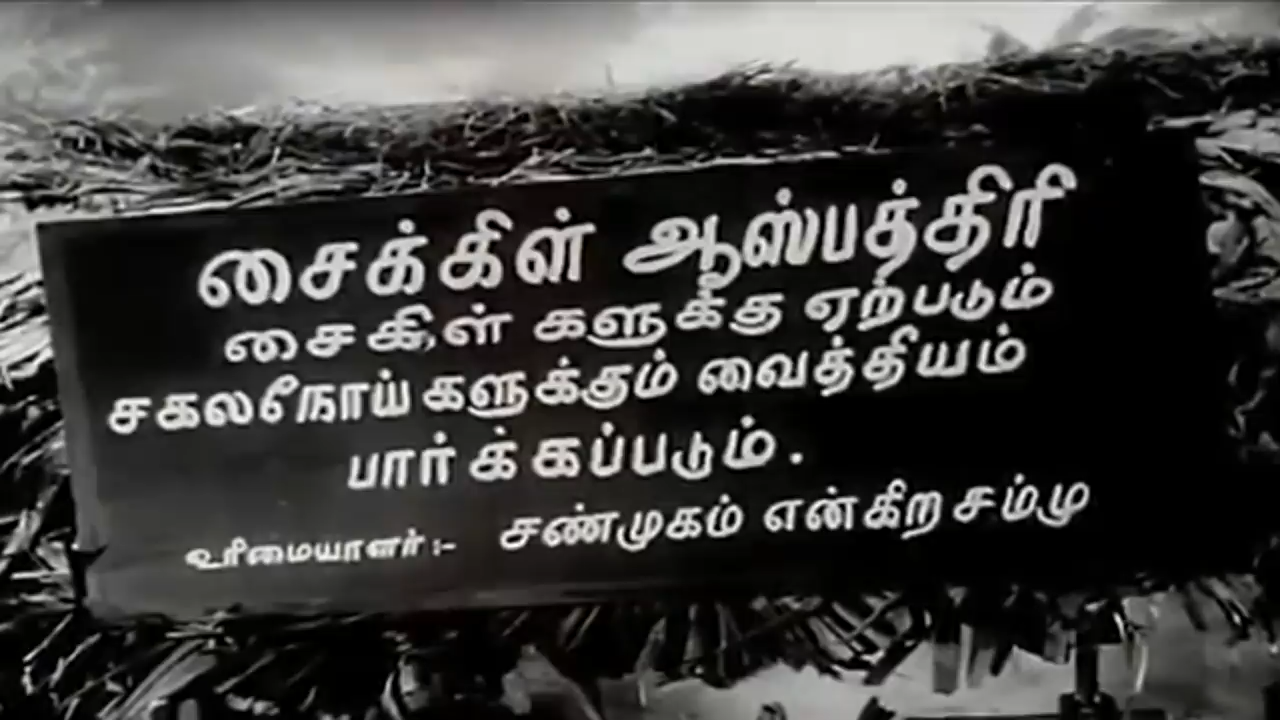 சைக்கிள் ஆஸ்பத்திரி
சைகிள் களுக்கு ஏற்படும்
சகலநோய்களுக்கும் வைத்தியம்
பார்க்கப்படும்.
உரிமையாளர்:- சண்முகம் என்கிற சம்மு